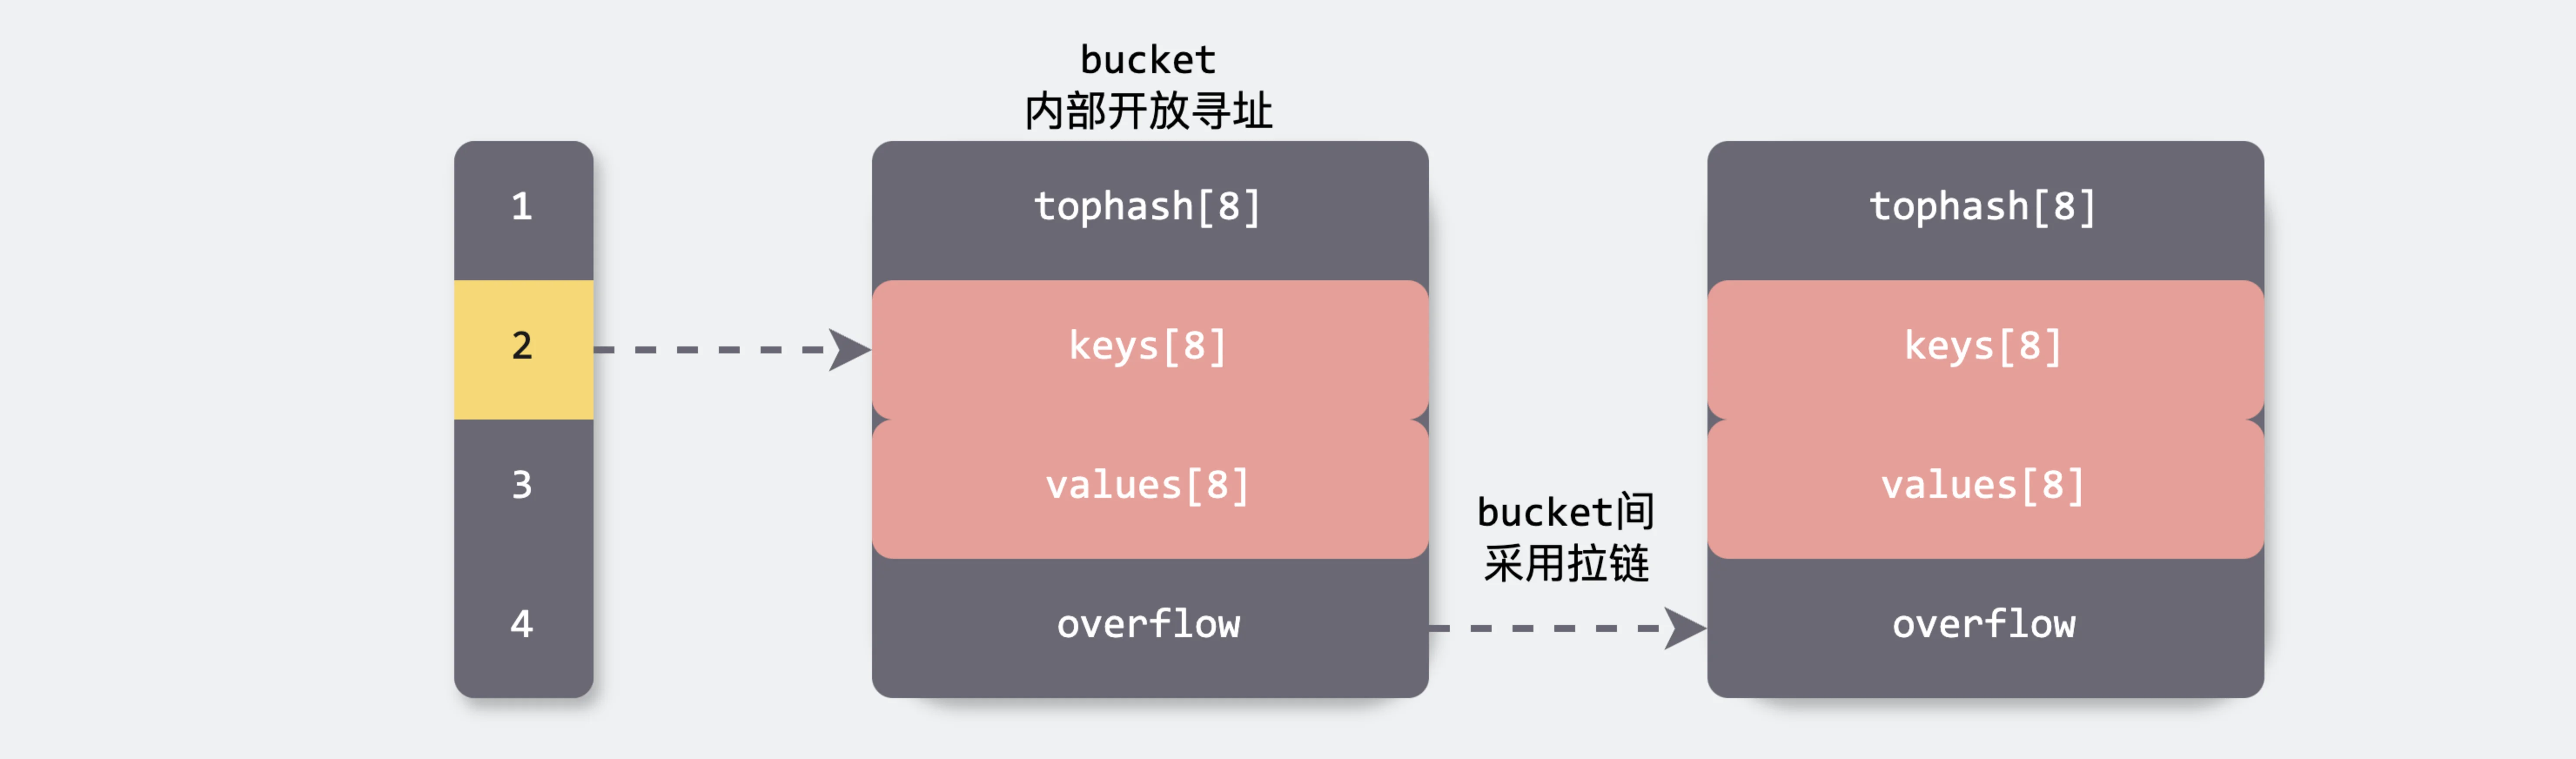 bucket
内部开放寻址
1
2
3
4
tophash[8]
keys[8]
values[8]
overflow
bucket间
采用拉链
tophash[8]
keys[8]
values[8]
overflow